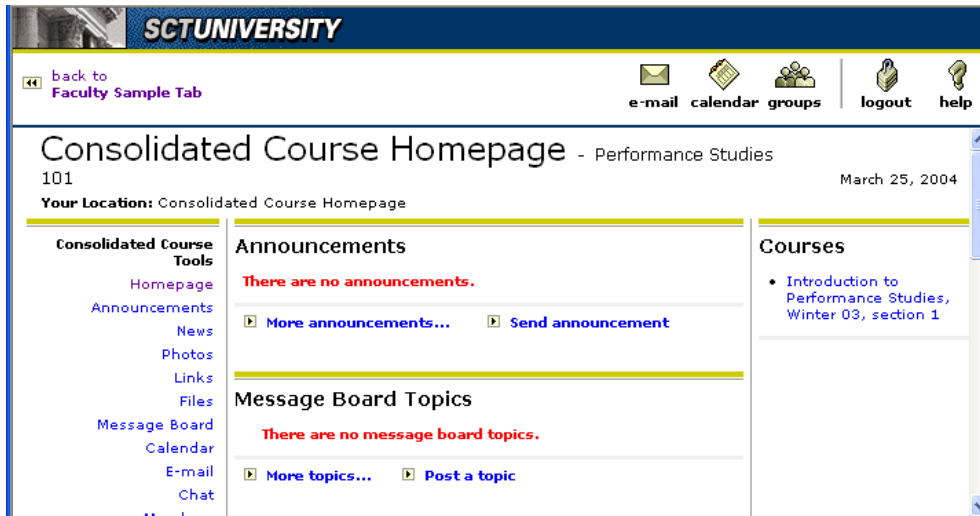 SCTUNIVERSITY
back to
Faculty Sample Tab
e-mail calendar groups logout help
Consolidated Course Homepage - Performance Studies
101
March 25, 2004
Your Location: Consolidated Course Homepage
Consolidated Course
Tools
Homepage
Announcements
News
Photos
Links
Files
Message Board
Calendar
E-mail
Chat
Announcements
There are no announcements.
More announcements... Send announcement
Message Board Topics
There are no message board topics.
More topics... Post a topic
Courses
• Introduction to
Performance Studies,
Winter 03, section 1